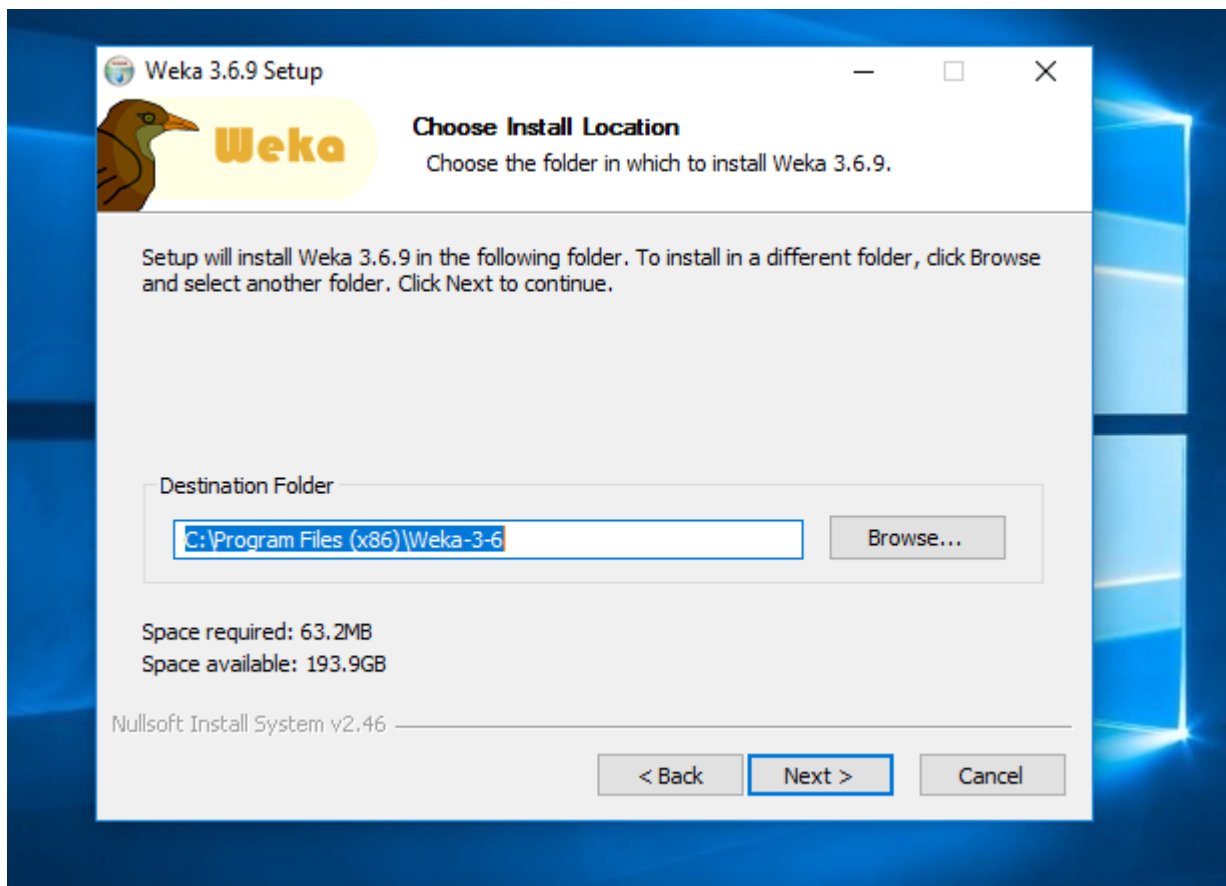 Weka 3.6.9 Setup
Weka
Choose Install Location
Choose the folder in which to install Weka 3.6.9.
Setup will install Weka 3.6.9 in the following folder. To install in a different folder, click Browse
and select another folder. Click Next to continue.
Destination Folder
C:\Program Files (x86)\Weka-3-6
Browse...
Space required: 63.2MB
Space available: 193.9GB
Nullsoft Install System v2.46
< Back
Next >
Cancel